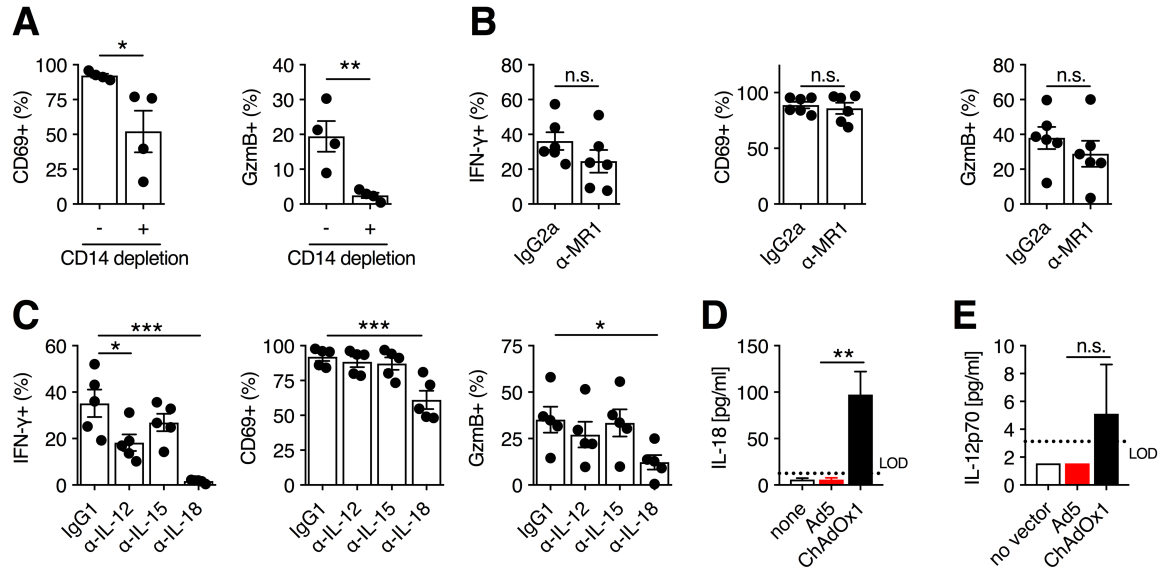 A
*
CD69+ (%)
100
75
50
25
0
- +
CD14 depletion
**
GzmB+ (%)
40
30
20
10
0
- +
CD14 depletion
B
n.s.
IFN-γ+ (%)
80
60
40
20
0
IgG2a
α-MR1
n.s.
CD69+ (%)
100
50
0
IgG2a
α-MR1
n.s.
GzmB+ (%)
80
60
40
20
0
IgG2a
α-MR1
C
***
*
IFN-γ+ (%)
60
40
20
0
IgG1
α-IL-12
α-IL-15
α-IL-18
***
CD69+ (%)
100
75
50
25
0
IgG1
α-IL-12
α-IL-15
α-IL-18
*
GzmB+ (%)
75
50
25
0
IgG1
α-IL-12
α-IL-15
α-IL-18
D
**
IL-18 [pg/ml]
150
100
50
0
LOD
none
Ad5
ChAdOx1
E
n.s.
IL-12p70 [pg/ml]
10
8
6
4
2
0
LOD
no vector
Ad5
ChAdOx1